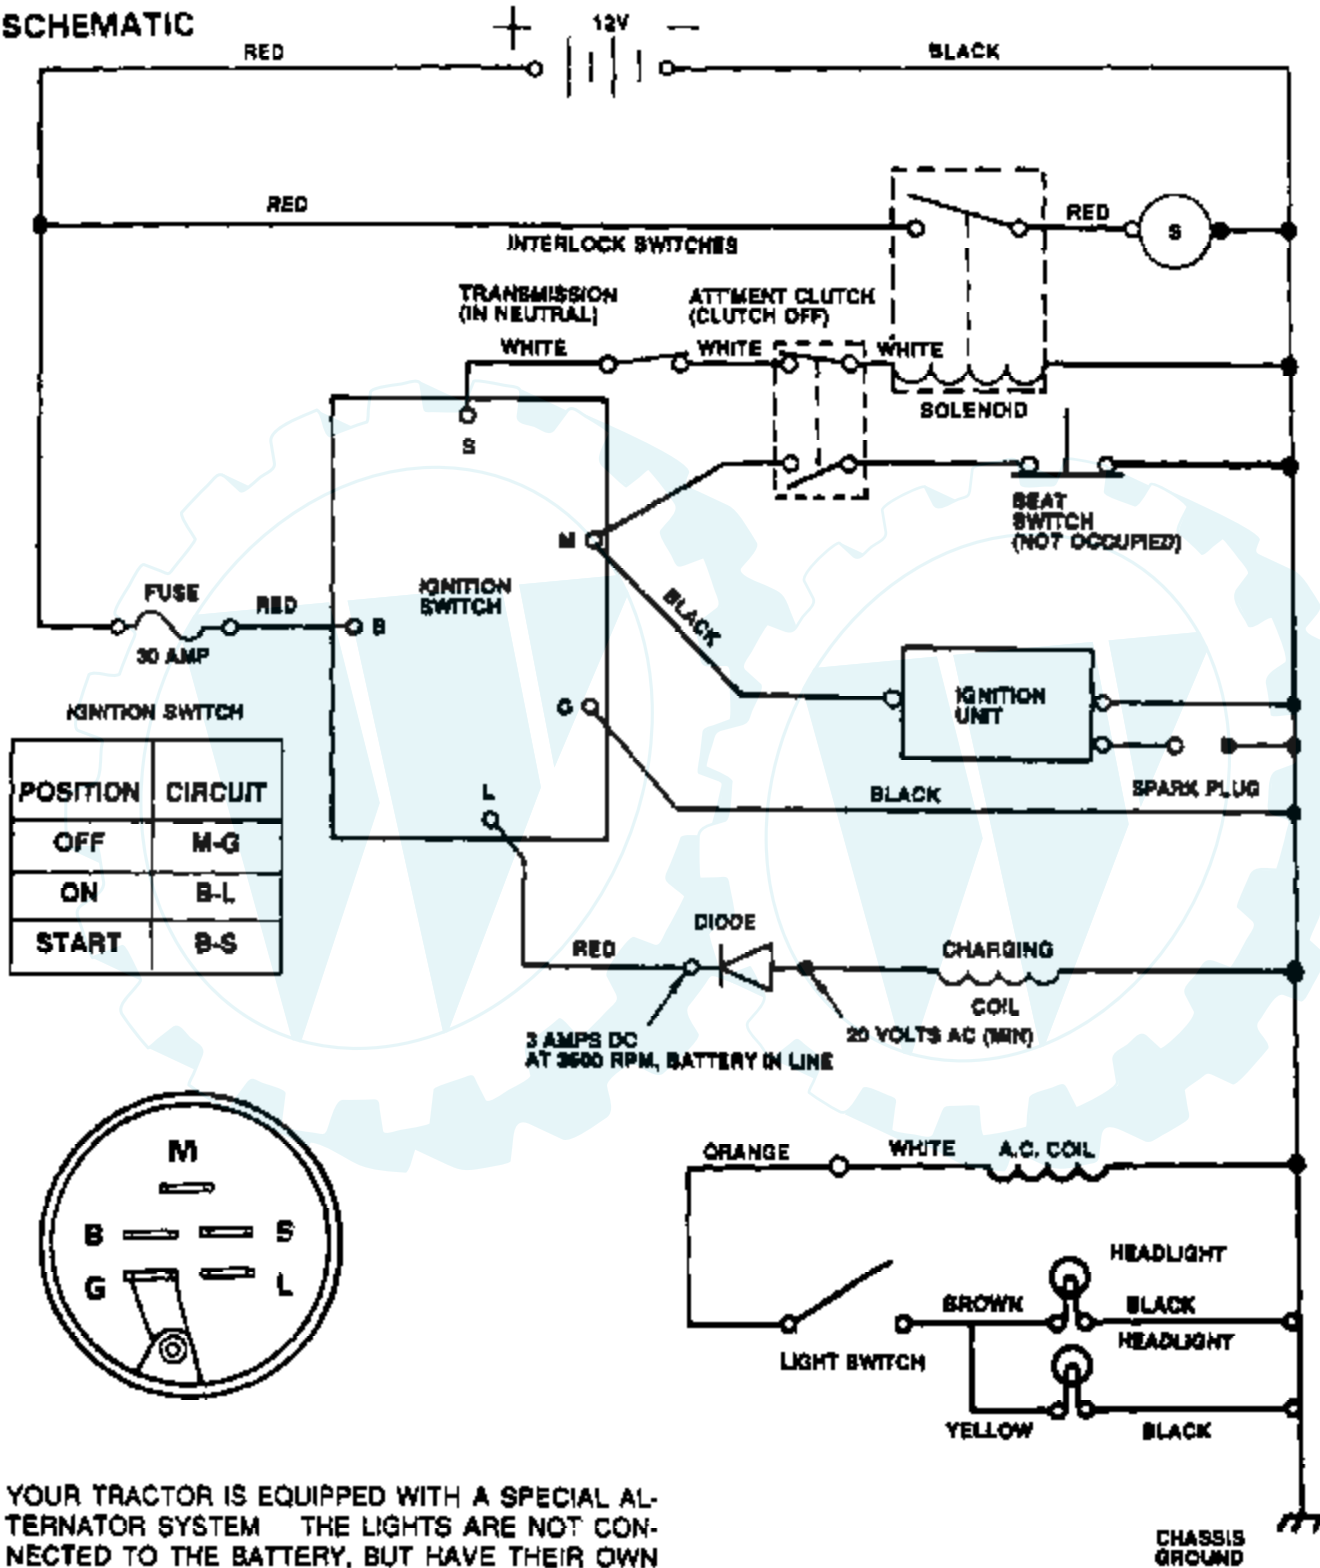 SCHEMATIC
+ 12V −
RED
BLACK
RED
INTERLOCK SWITCHES
RED
S
TRANSMISSION
(IN NEUTRAL)
ATT'MENT CLUTCH
(CLUTCH OFF)
WHITE
WHITE
WHITE
SOLENOID
S
SEAT
SWITCH
(NOT OCCUPIED)
M
IGNITION
SWITCH
FUSE
RED
B
30 AMP
BLACK
IGNITION
UNIT
IGNITION SWITCH
G
POSITION CIRCUIT
OFF M-G
ON B-L
START B-S
L
BLACK
SPARK PLUG
DIODE
RED
CHARGING
COIL
3 AMPS DC
AT 3600 RPM, BATTERY IN LINE
20 VOLTS AC (MIN)
M
B S
G L
ORANGE
WHITE
A.C. COIL
HEADLIGHT
BROWN
BLACK
HEADLIGHT
LIGHT SWITCH
YELLOW
BLACK
YOUR TRACTOR IS EQUIPPED WITH A SPECIAL AL-
TERNATOR SYSTEM THE LIGHTS ARE NOT CON-
NECTED TO THE BATTERY, BUT HAVE THEIR OWN
CHASSIS
GROUND